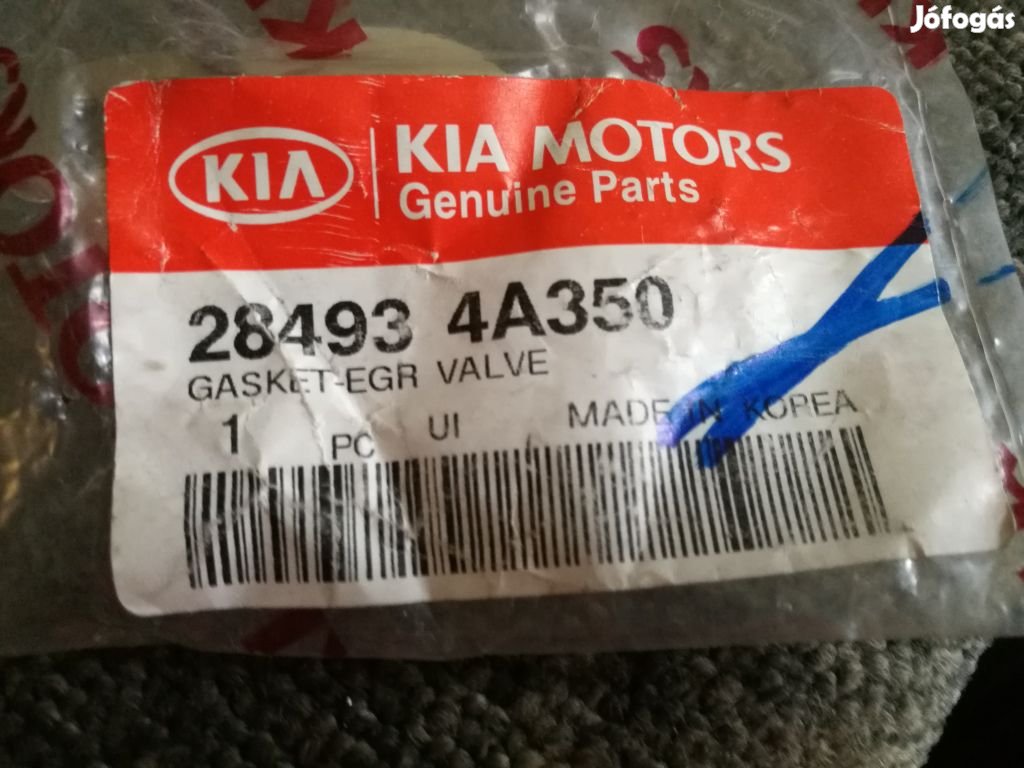 Jófogás
KIA
KIA MOTORS
Genuine Parts
28493 4A350
GASKET-EGR VALVE
1 PC UI MADE IN KOREA